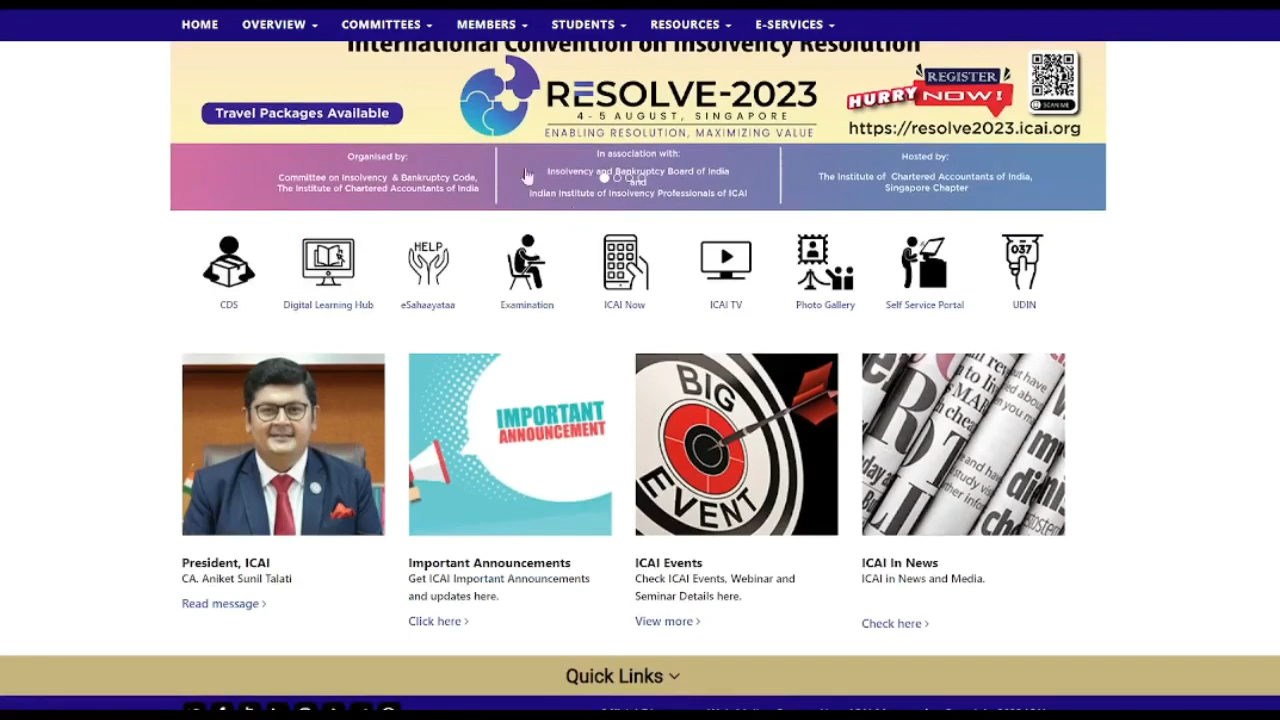 HOME OVERVIEW COMMITTEES MEMBERS STUDENTS RESOURCES E-SERVICES
International Convention on Insolvency Resolution
Travel Packages Available
RESOLVE-2023
4-5 AUGUST, SINGAPORE
ENABLING RESOLUTION, MAXIMIZING VALUE
HURRY
REGISTER
NOW!
SCAN ME
https://resolve2023.icai.org
Organised by:
Committee on Insolvency & Bankruptcy Code,
The Institute of Chartered Accountants of India
In association with:
Insolvency and Bankruptcy Board of India
and
Indian Institute of Insolvency Professionals of ICAI
Hosted by:
The Institute of Chartered Accountants of India,
Singapore Chapter
HELP
037
CDS Digital Learning Hub eSahaayataa Examination ICAI Now ICAI TV Photo Gallery Self Service Portal UDIN
IMPORTANT
ANNOUNCEMENT
BIG
EVENT
President, ICAI
CA. Aniket Sunil Talati
Read message ›
Important Announcements
Get ICAI Important Announcements
and updates here.
Click here ›
ICAI Events
Check ICAI Events, Webinar and
Seminar Details here.
View more ›
ICAI In News
ICAI in News and Media.
Check here ›
Quick Links